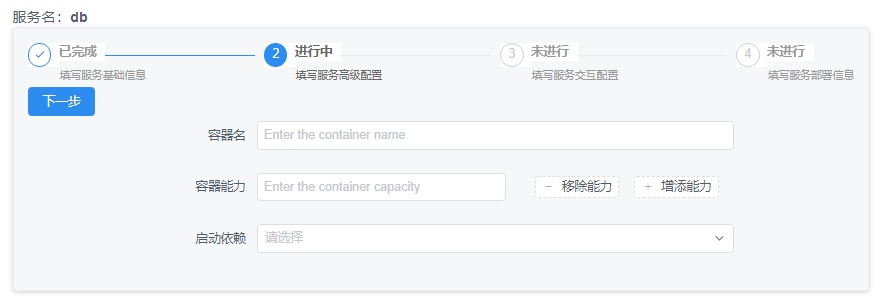 服务名：db
已完成
填写服务基础信息
2 进行中
填写服务高级配置
3 未进行
填写服务交互配置
4 未进行
填写服务部署信息
下一步
容器名 Enter the container name
容器能力 Enter the container capacity － 移除能力 ＋ 增添能力
启动依赖 请选择